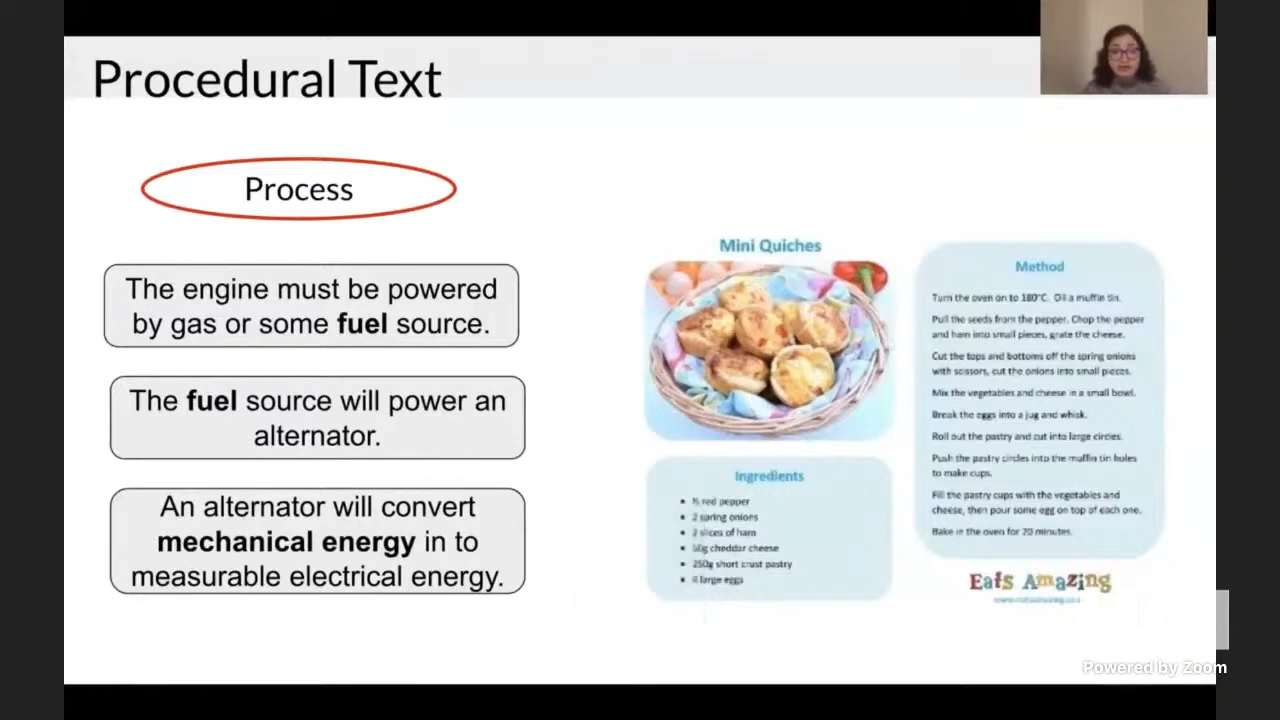 Procedural Text
Process
The engine must be powered
by gas or some fuel source.
The fuel source will power an
alternator.
An alternator will convert
mechanical energy in to
measurable electrical energy.
Mini Quiches
Ingredients
½ red pepper
2 spring onions
2 slices of ham
50g cheddar cheese
250g short crust pastry
4 large eggs
Method
Turn the oven on to 180°C. Oil a muffin tin.
Pull the seeds from the pepper. Chop the pepper
and ham into small pieces, grate the cheese.
Cut the tops and bottoms off the spring onions
with scissors, cut the onions into small pieces.
Mix the vegetables and cheese in a small bowl.
Break the eggs into a jug and whisk.
Roll out the pastry and cut into large circles.
Push the pastry circles into the muffin tin holes
to make cups.
Fill the pastry cups with the vegetables and
cheese, then pour some egg on top of each one.
Bake in the oven for 20 minutes.
Eats Amazing
Powered by Zoom